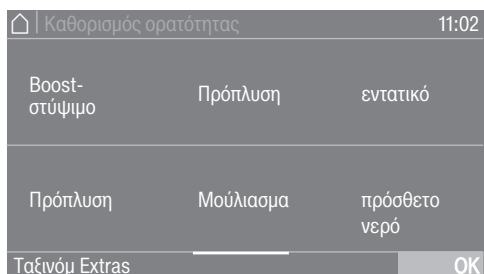 Καθορισμός ορατότητας 11:02
Boost-
στύψιμο
Πρόπλυση
εντατικό
Πρόπλυση
Μούλιασμα
πρόσθετο
νερό
Ταξινόμ Extras
OK